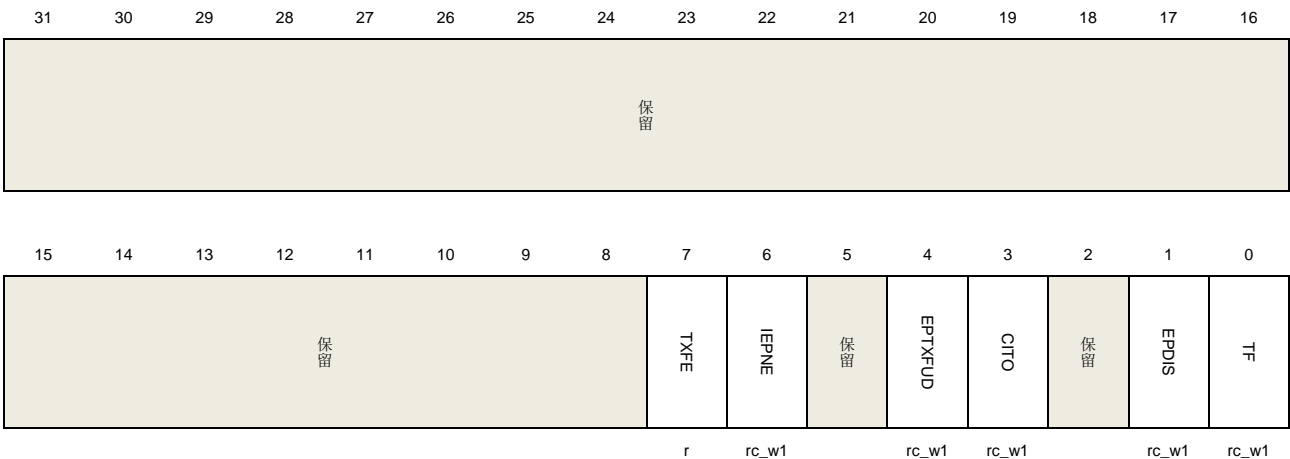 31 30 29 28 27 26 25 24 23 22 21 20 19 18 17 16
保留
15 14 13 12 11 10 9 8 7 6 5 4 3 2 1 0
保留 TXFE IEPNE 保留 EPTXFUD CITO 保留 EPDIS TF
r rc_w1 rc_w1 rc_w1 rc_w1 rc_w1